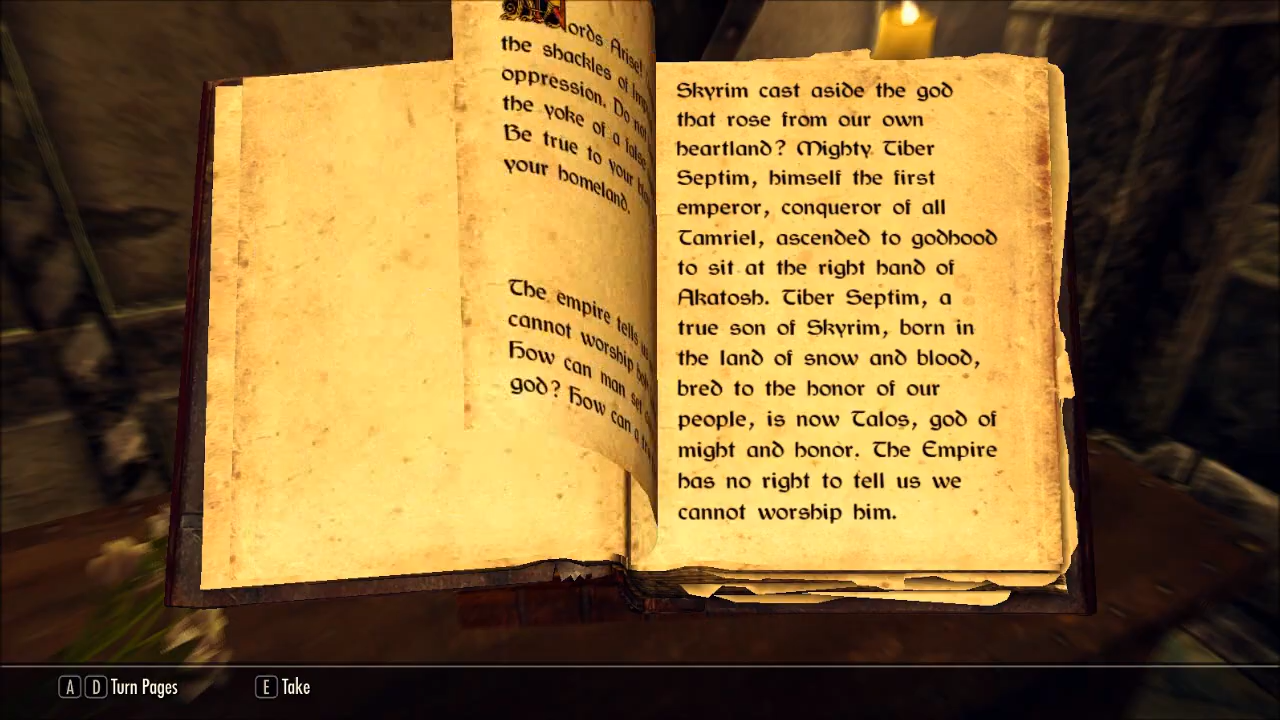 Nords Arise!
the shackles of
oppression. Do not
the yoke of a false
Be true to your
your homeland.
The empire tells us
cannot worship
How can man set
god? How can a
Skyrim cast aside the god
that rose from our own
heartland? Mighty Tiber
Septim, himself the first
emperor, conqueror of all
Tamriel, ascended to godhood
to sit at the right hand of
Akatosh. Tiber Septim, a
true son of Skyrim, born in
the land of snow and blood,
bred to the honor of our
people, is now Talos, god of
might and honor. The Empire
has no right to tell us we
cannot worship him.
A D Turn Pages E Take